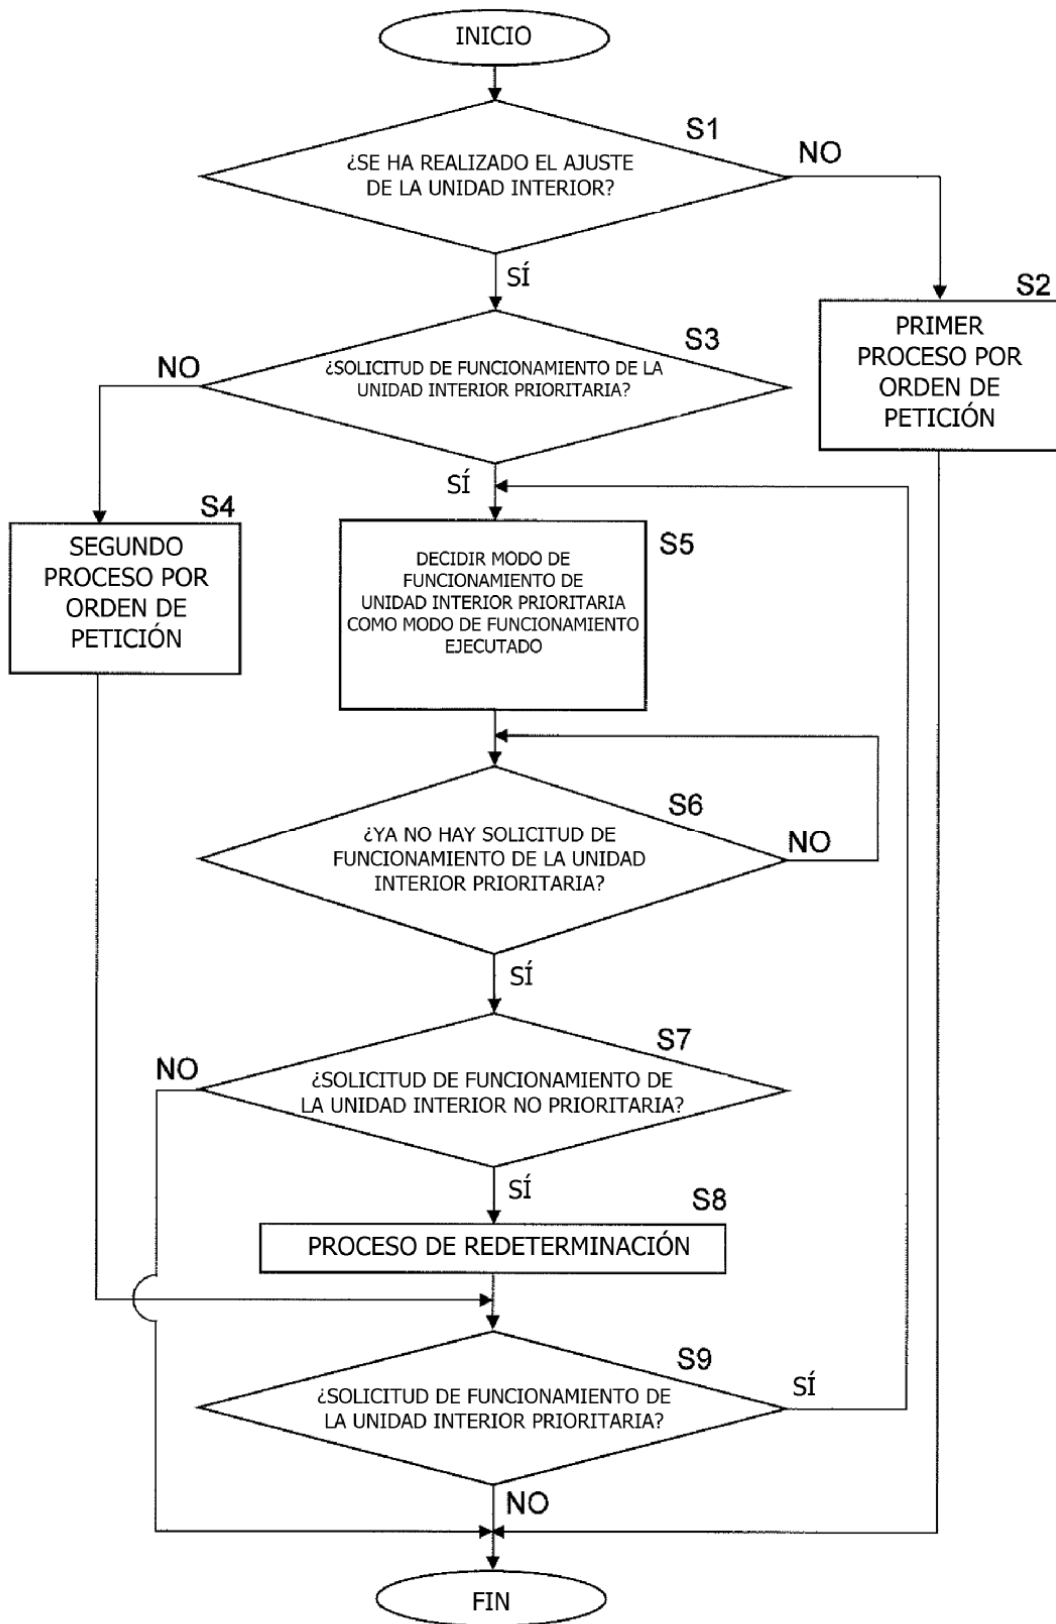 INICIO
S1
¿SE HA REALIZADO EL AJUSTE
DE LA UNIDAD INTERIOR?
NO
SÍ
S2
PRIMER
PROCESO POR
ORDEN DE
PETICIÓN
S3
¿SOLICITUD DE FUNCIONAMIENTO DE LA
UNIDAD INTERIOR PRIORITARIA?
NO
SÍ
S4
SEGUNDO
PROCESO POR
ORDEN DE
PETICIÓN
S5
DECIDIR MODO DE
FUNCIONAMIENTO DE
UNIDAD INTERIOR PRIORITARIA
COMO MODO DE FUNCIONAMIENTO
EJECUTADO
S6
¿YA NO HAY SOLICITUD DE
FUNCIONAMIENTO DE LA UNIDAD
INTERIOR PRIORITARIA?
NO
SÍ
S7
NO
¿SOLICITUD DE FUNCIONAMIENTO DE
LA UNIDAD INTERIOR NO PRIORITARIA?
SÍ
S8
PROCESO DE REDETERMINACIÓN
S9
¿SOLICITUD DE FUNCIONAMIENTO DE
LA UNIDAD INTERIOR PRIORITARIA?
SÍ
NO
FIN